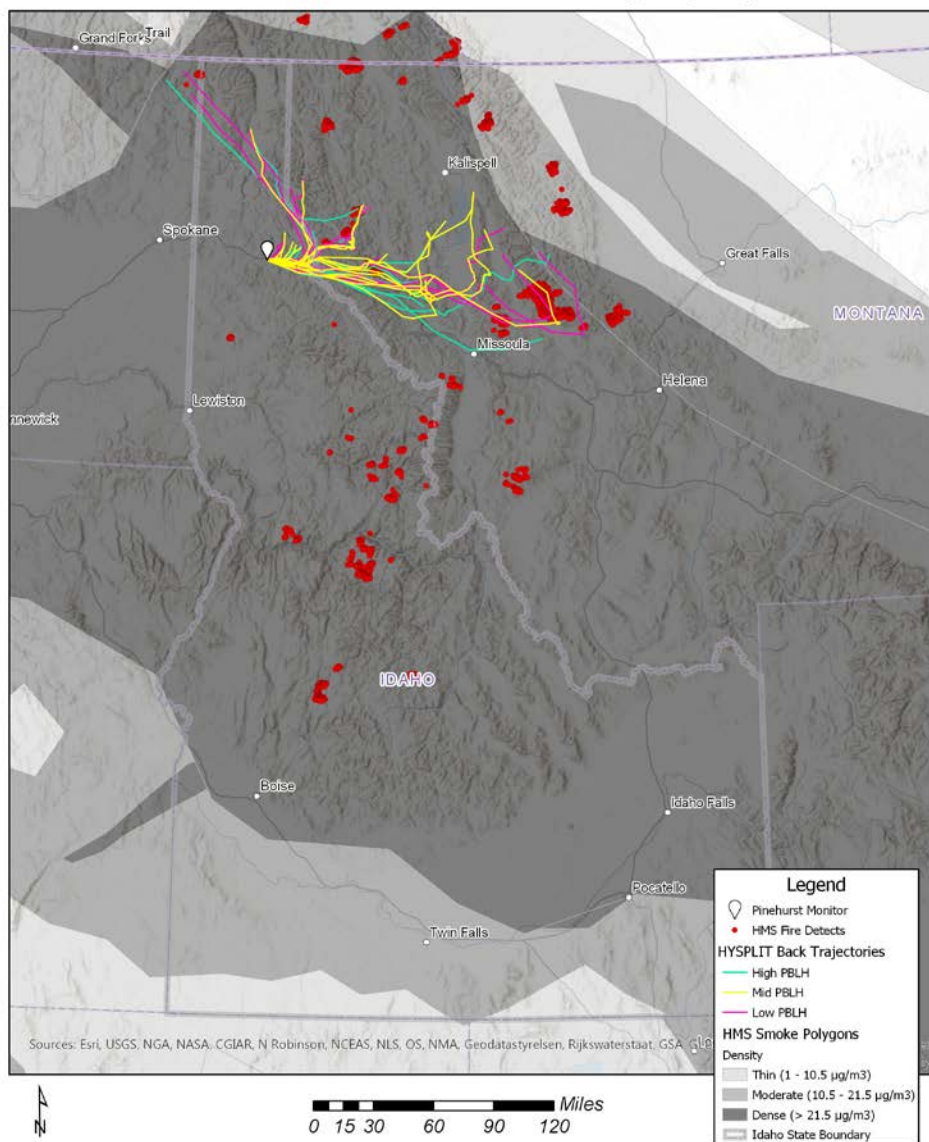 Grand Forks
Trail
Kalispell
Spokane
Great Falls
MONTANA
Missoula
Helena
Lewiston
nnewick
IDAHO
Boise
Idaho Falls
Pocatello
Twin Falls
Legend
Pinehurst Monitor
HMS Fire Detects
HYSPLIT Back Trajectories
High PBLH
Mid PBLH
Low PBLH
HMS Smoke Polygons
Density
Thin (1 - 10.5 µg/m3)
Moderate (10.5 - 21.5 µg/m3)
Dense (> 21.5 µg/m3)
Idaho State Boundary
Sources: Esri, USGS, NGA, NASA, CGIAR, N Robinson, NCEAS, NLS, OS, NMA, Geodatastyrelsen, Rijkswaterstaat, GSA,
N
Miles
0 15 30 60 90 120